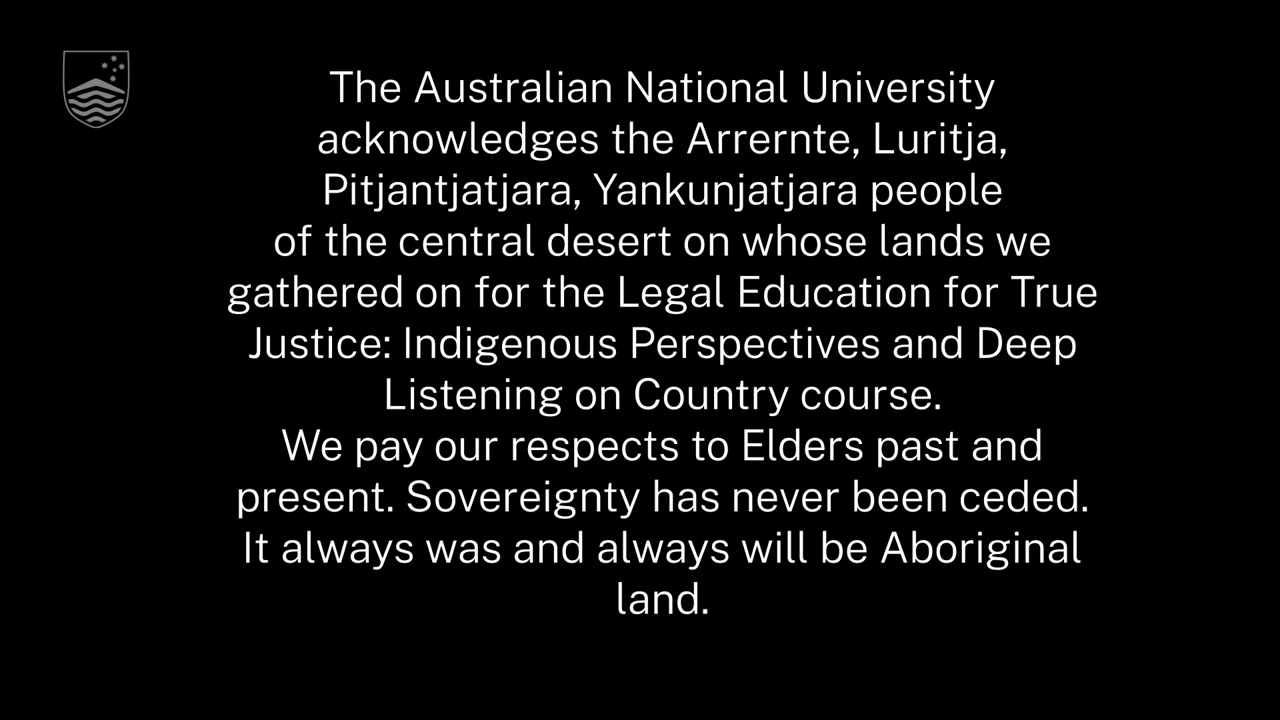 The Australian National University
acknowledges the Arrernte, Luritja,
Pitjantjatjara, Yankunjatjara people
of the central desert on whose lands we
gathered on for the Legal Education for True
Justice: Indigenous Perspectives and Deep
Listening on Country course.
We pay our respects to Elders past and
present. Sovereignty has never been ceded.
It always was and always will be Aboriginal
land.